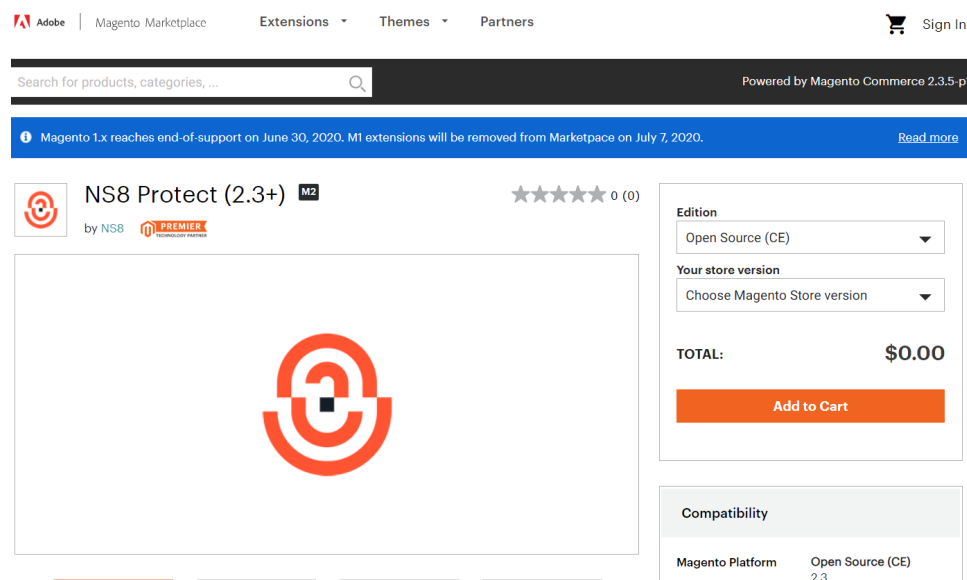 Adobe | Magento Marketplace Extensions Themes Partners Sign In
Search for products, categories, ... Powered by Magento Commerce 2.3.5-p
Magento 1.x reaches end-of-support on June 30, 2020. M1 extensions will be removed from Marketpace on July 7, 2020. Read more
NS8 Protect (2.3+) M2
0 (0)
by NS8 PREMIER
TECHNOLOGY PARTNER
Edition
Open Source (CE)
Your store version
Choose Magento Store version
TOTAL: $0.00
Add to Cart
Compatibility
Magento Platform Open Source (CE)
2.3